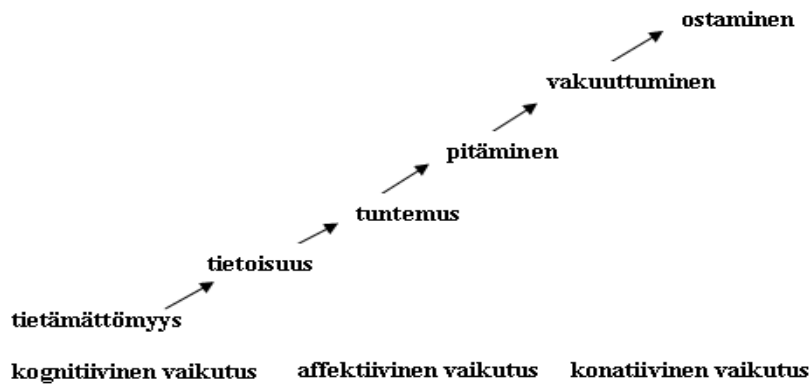 ostaminen
vakuuttuminen
pitäminen
tuntemus
tietoisuus
tietämättömyys
kognitiivinen vaikutus affektiivinen vaikutus konatiivinen vaikutus